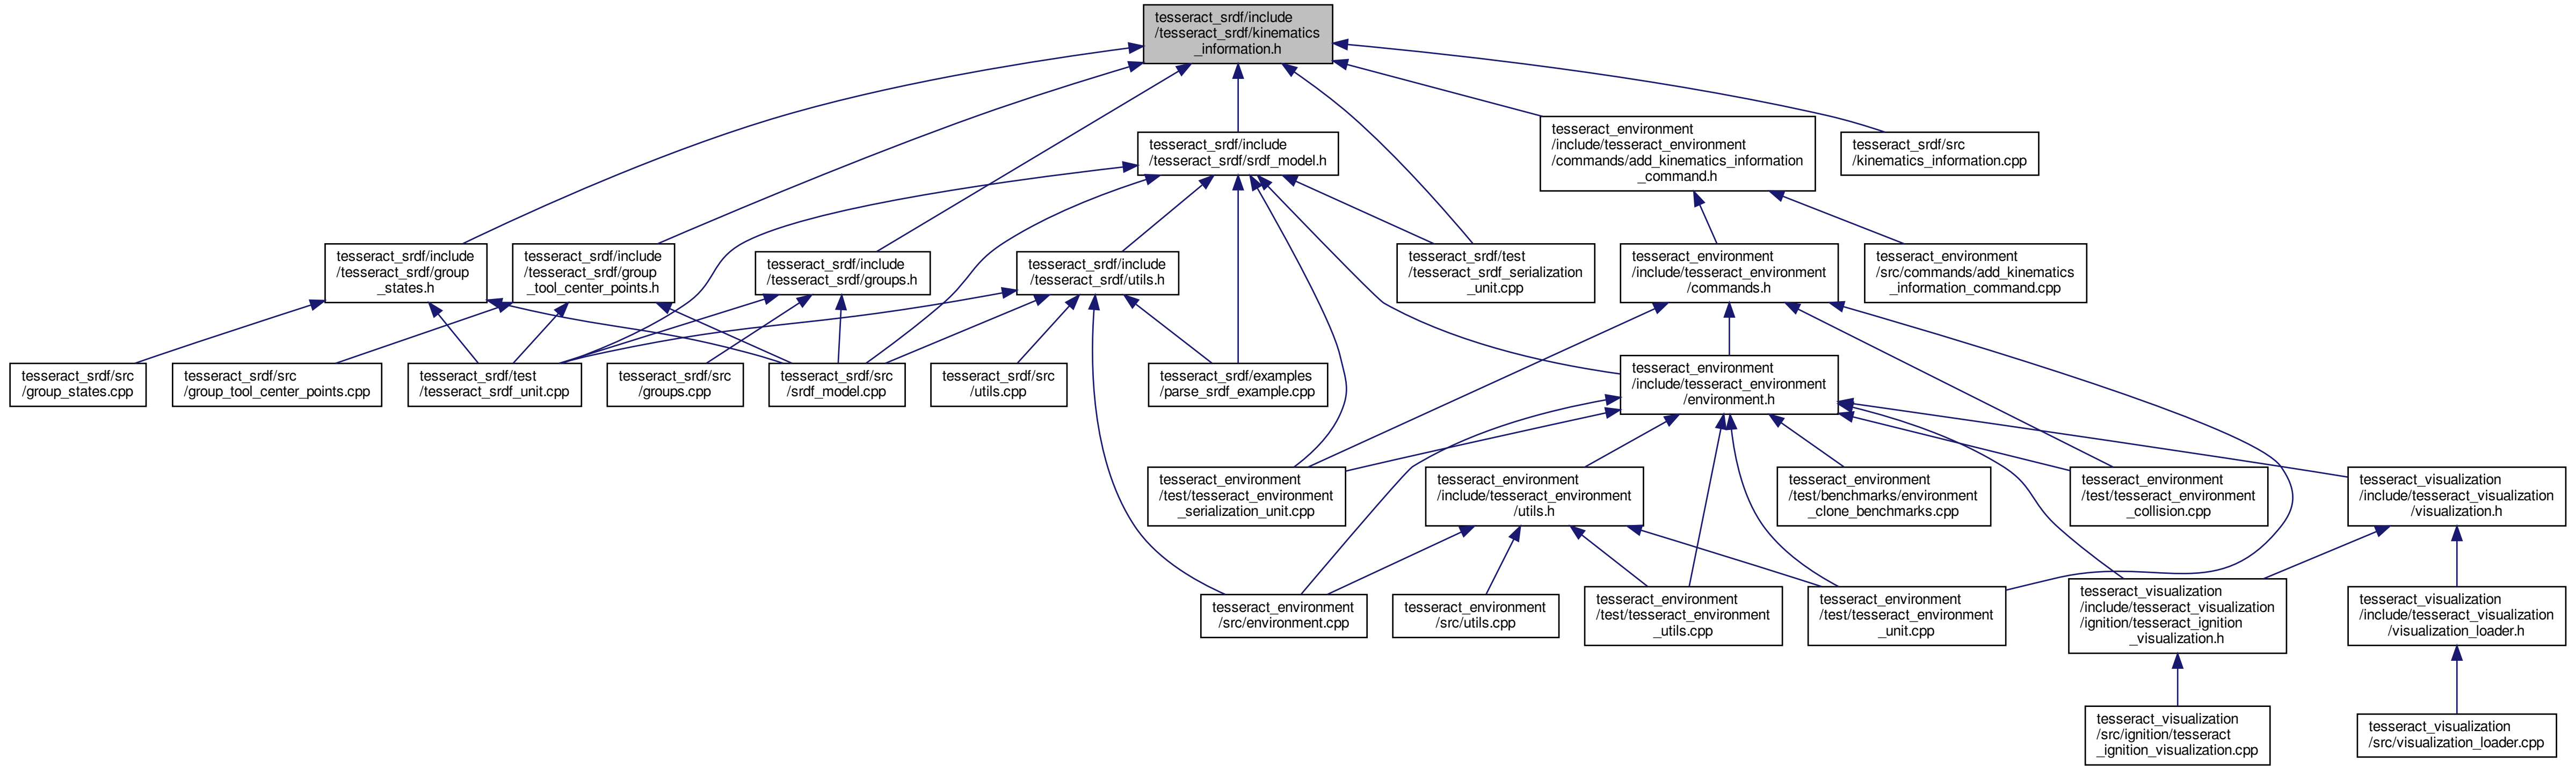 tesseract_srdf/include
/tesseract_srdf/kinematics
_information.h
tesseract_srdf/include
/tesseract_srdf/srdf_model.h
tesseract_environment
/include/tesseract_environment
/commands/add_kinematics_information
_command.h
tesseract_srdf/src
/kinematics_information.cpp
tesseract_srdf/include
/tesseract_srdf/group
_states.h
tesseract_srdf/include
/tesseract_srdf/group
_tool_center_points.h
tesseract_srdf/include
/tesseract_srdf/groups.h
tesseract_srdf/include
/tesseract_srdf/utils.h
tesseract_srdf/test
/tesseract_srdf_serialization
_unit.cpp
tesseract_environment
/include/tesseract_environment
/commands.h
tesseract_environment
/src/commands/add_kinematics
_information_command.cpp
tesseract_srdf/src
/group_states.cpp
tesseract_srdf/src
/group_tool_center_points.cpp
tesseract_srdf/test
/tesseract_srdf_unit.cpp
tesseract_srdf/src
/groups.cpp
tesseract_srdf/src
/srdf_model.cpp
tesseract_srdf/src
/utils.cpp
tesseract_srdf/examples
/parse_srdf_example.cpp
tesseract_environment
/include/tesseract_environment
/environment.h
tesseract_environment
/test/tesseract_environment
_serialization_unit.cpp
tesseract_environment
/include/tesseract_environment
/utils.h
tesseract_environment
/test/benchmarks/environment
_clone_benchmarks.cpp
tesseract_environment
/test/tesseract_environment
_collision.cpp
tesseract_visualization
/include/tesseract_visualization
/visualization.h
tesseract_environment
/src/environment.cpp
tesseract_environment
/src/utils.cpp
tesseract_environment
/test/tesseract_environment
_utils.cpp
tesseract_environment
/test/tesseract_environment
_unit.cpp
tesseract_visualization
/include/tesseract_visualization
/ignition/tesseract_ignition
_visualization.h
tesseract_visualization
/include/tesseract_visualization
/visualization_loader.h
tesseract_visualization
/src/ignition/tesseract
_ignition_visualization.cpp
tesseract_visualization
/src/visualization_loader.cpp